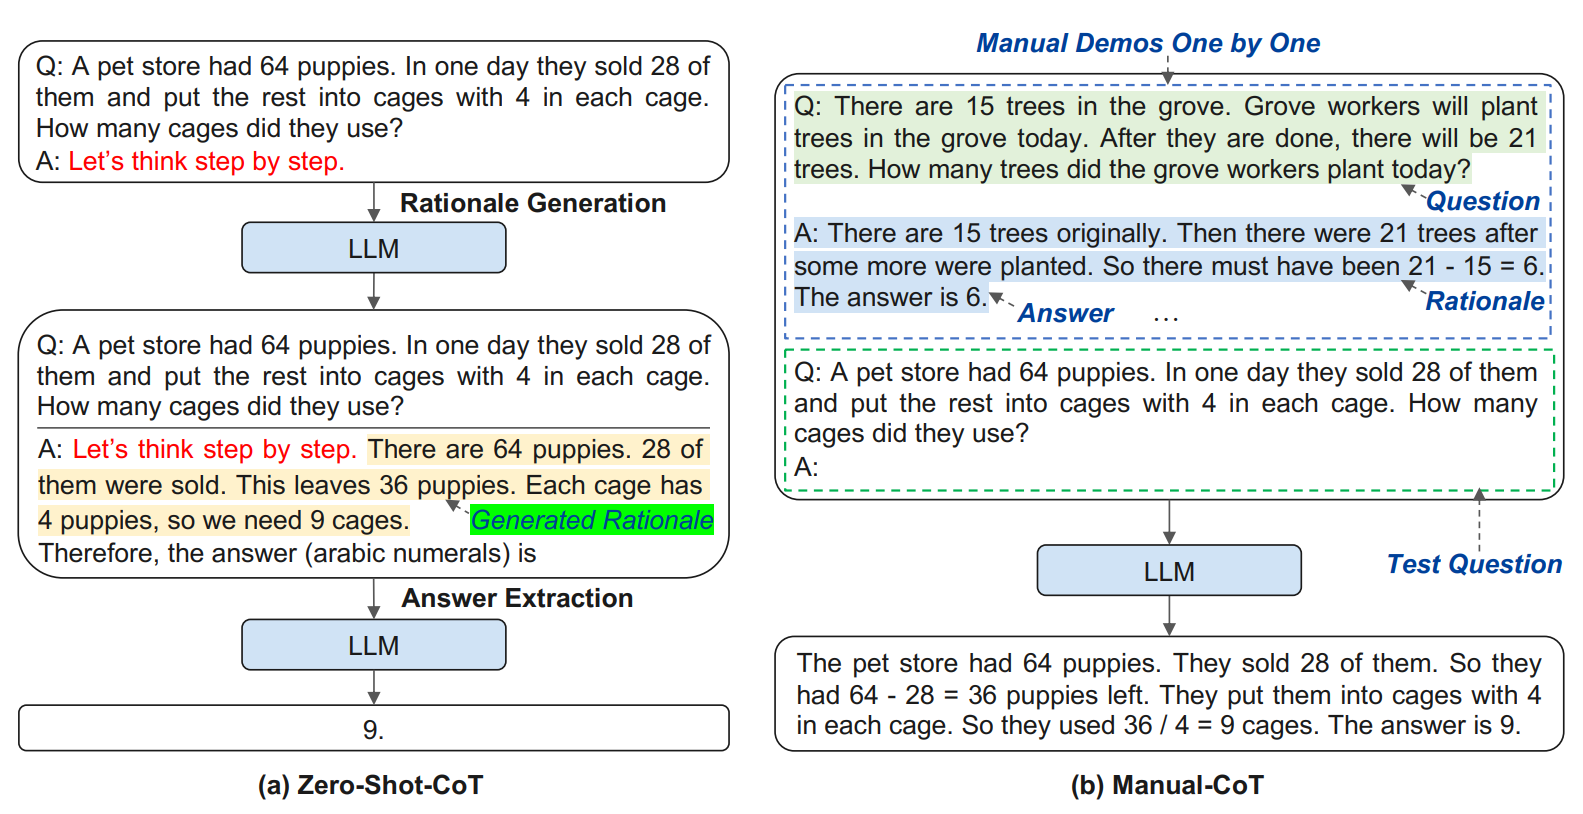 Q: A pet store had 64 puppies. In one day they sold 28 of
them and put the rest into cages with 4 in each cage.
How many cages did they use?
A: Let's think step by step.
Rationale Generation
LLM
Q: A pet store had 64 puppies. In one day they sold 28 of
them and put the rest into cages with 4 in each cage.
How many cages did they use?
A: Let's think step by step. There are 64 puppies. 28 of
them were sold. This leaves 36 puppies. Each cage has
4 puppies, so we need 9 cages.
Generated Rationale
Therefore, the answer (arabic numerals) is
Answer Extraction
LLM
9.
(a) Zero-Shot-CoT
Manual Demos One by One
Q: There are 15 trees in the grove. Grove workers will plant
trees in the grove today. After they are done, there will be 21
trees. How many trees did the grove workers plant today?
Question
A: There are 15 trees originally. Then there were 21 trees after
some more were planted. So there must have been 21 - 15 = 6.
The answer is 6.
Rationale
Answer
...
Q: A pet store had 64 puppies. In one day they sold 28 of them
and put the rest into cages with 4 in each cage. How many
cages did they use?
A:
Test Question
LLM
The pet store had 64 puppies. They sold 28 of them. So they
had 64 - 28 = 36 puppies left. They put them into cages with 4
in each cage. So they used 36 / 4 = 9 cages. The answer is 9.
(b) Manual-CoT